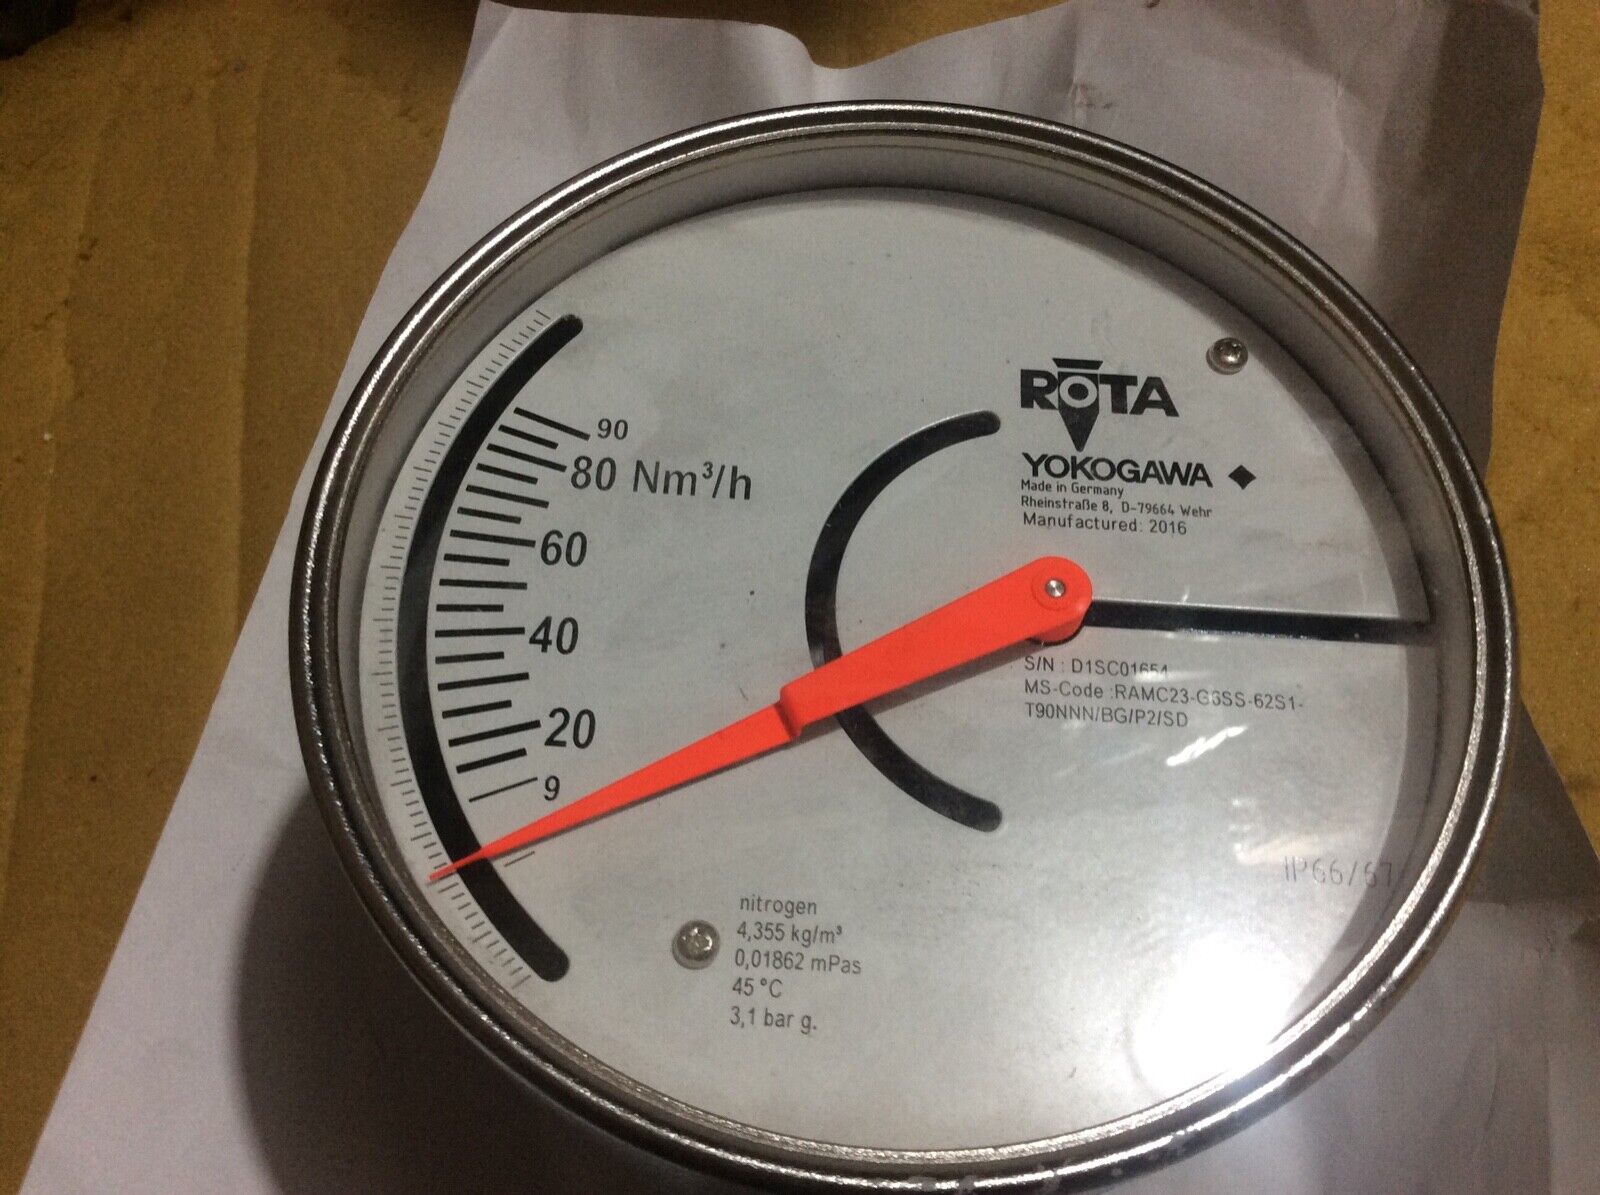 90
80 Nm³/h
60
40
20
9
ROTA
YOKOGAWA
Made in Germany
Rheinstraße 8, D-79664 Wehr
Manufactured: 2016
S/N : D1SC01654
MS-Code :RAMC23-G6SS-62S1-
T90NNN/BG/P2/SD
IP66/67
nitrogen
4,355 kg/m³
0,01862 mPas
45 °C
3,1 bar g.